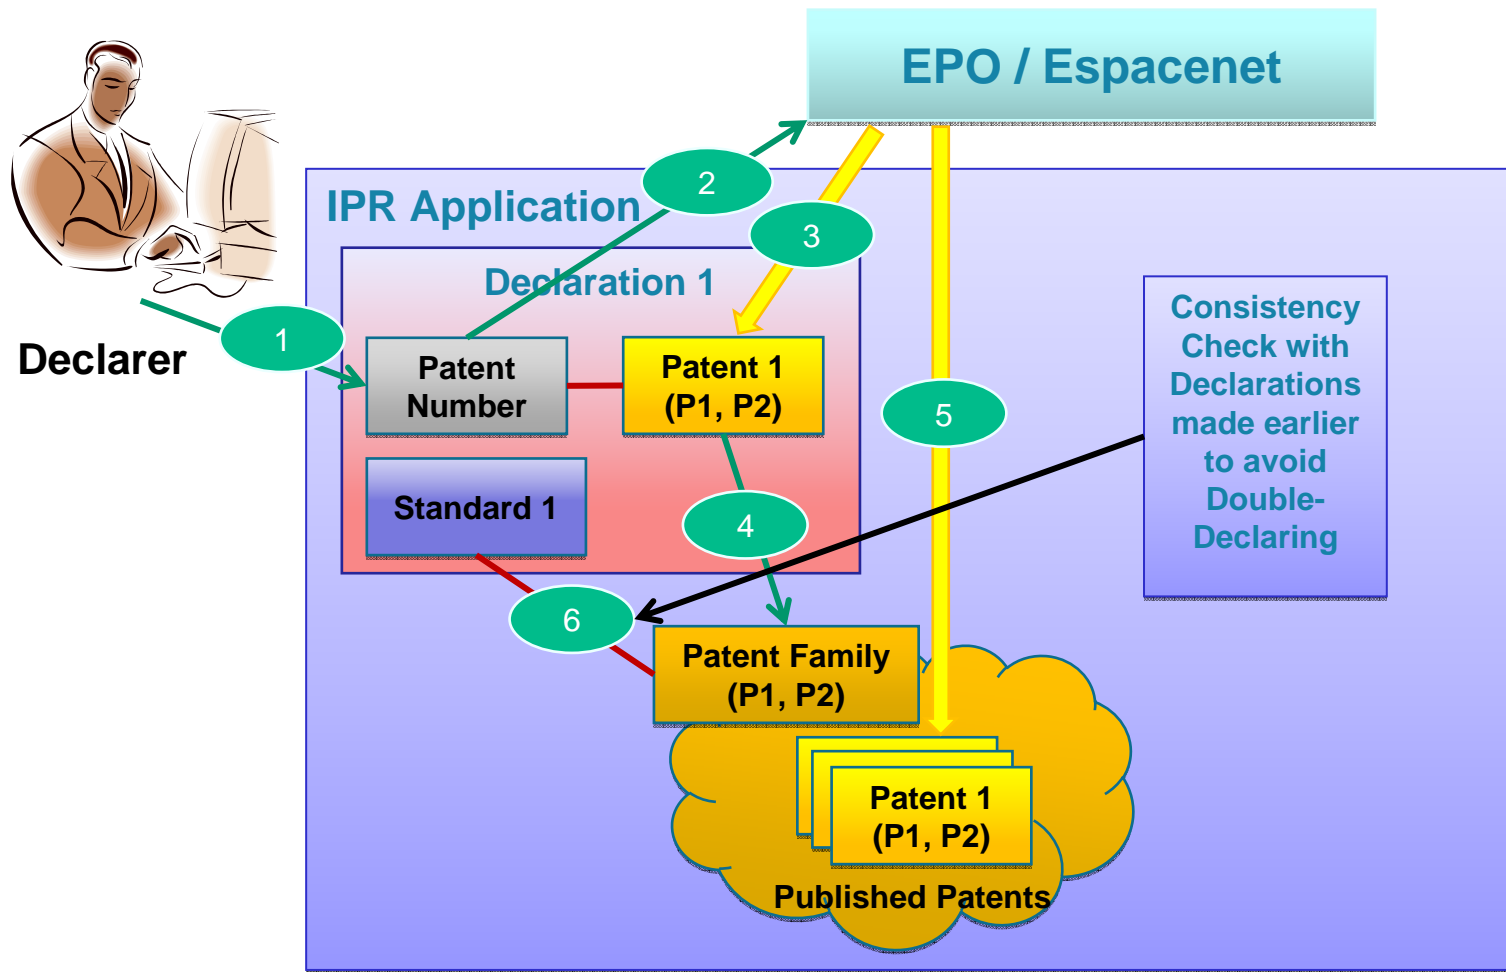 EPO / Espacenet
2
IPR Application
3
Declaration 1
Consistency
Check with
Declarations
made earlier
to avoid
Double-
Declaring
1
Declarer
Patent
Number
Patent 1
(P1, P2)
5
Standard 1
4
6
Patent Family
(P1, P2)
Patent 1
(P1, P2)
Published Patents